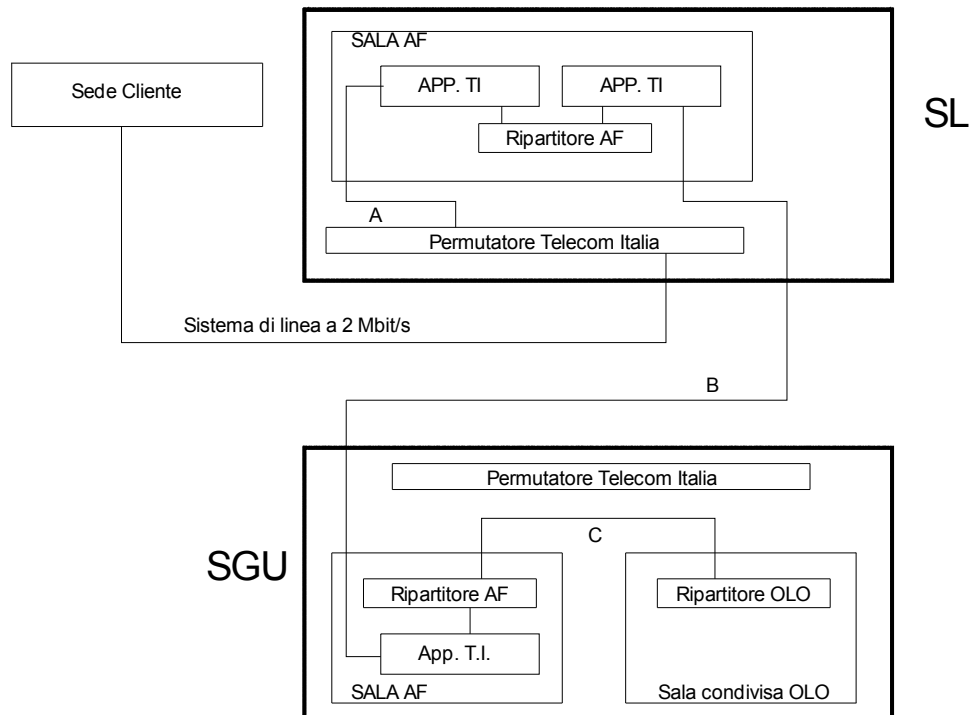 SALA AF
Sede Cliente
APP. TI
APP. TI
SL
Ripartitore AF
A
Permutatore Telecom Italia
Sistema di linea a 2 Mbit/s
B
Permutatore Telecom Italia
C
SGU
Ripartitore AF
Ripartitore OLO
App. T.I.
SALA AF
Sala condivisa OLO